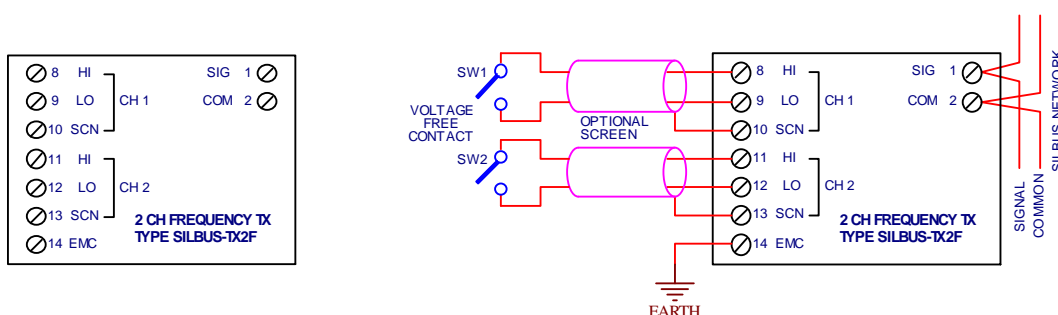 8 HI
9 LO
10 SCN
CH 1
11 HI
12 LO
13 SCN
CH 2
14 EMC
SIG 1
COM 2
2 CH FREQUENCY TX
TYPE SILBUS-TX2F
SW1
VOLTAGE
FREE
CONTACT
SW2
OPTIONAL
SCREEN
8 HI
9 LO
10 SCN
CH 1
11 HI
12 LO
13 SCN
CH 2
14 EMC
SIG 1
COM 2
2 CH FREQUENCY TX
TYPE SILBUS-TX2F
EARTH
SIGNAL
COMMON
SILBUS NETWORK